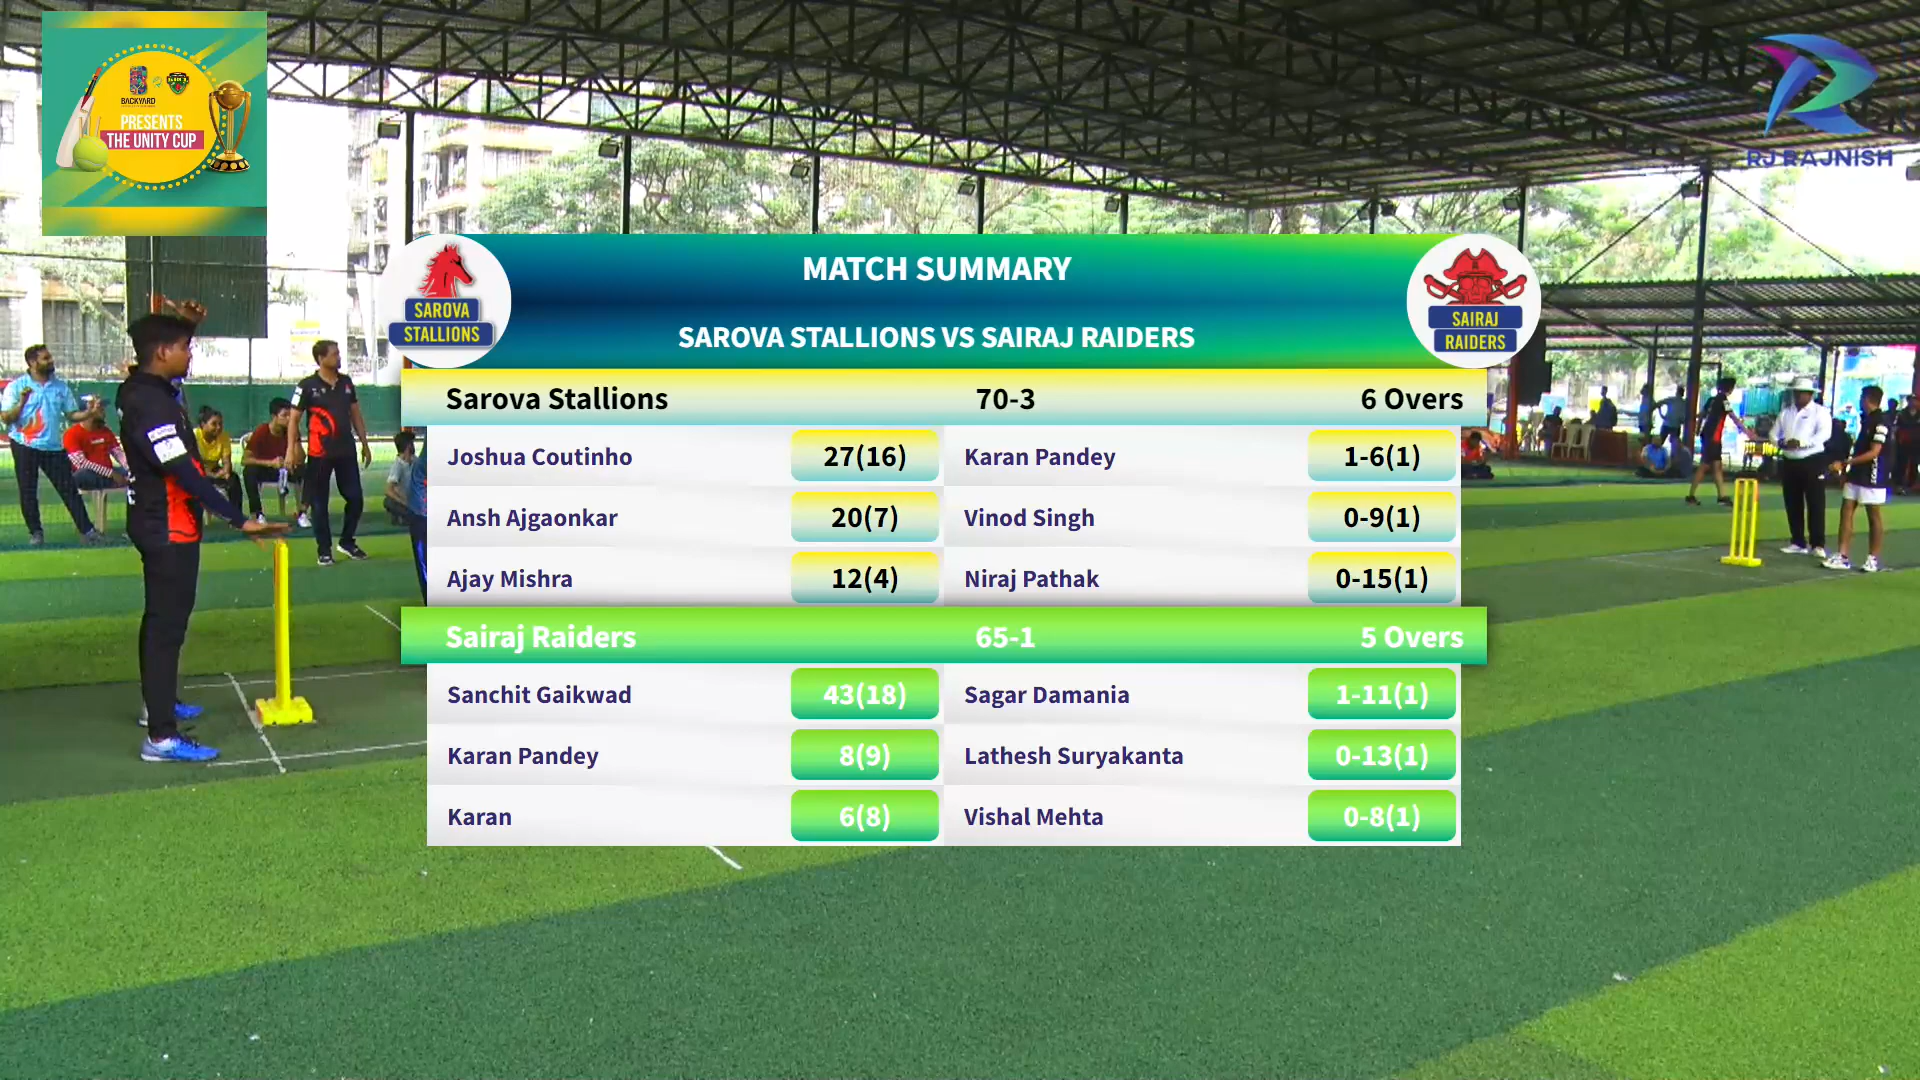 BACKYARD
PRESENTS
THE UNITY CUP
RJ RAJNISH
SAROVA
STALLIONS
MATCH SUMMARY
SAROVA STALLIONS VS SAIRAJ RAIDERS
SAIRAJ
RAIDERS
Sarova Stallions 70-3 6 Overs
Joshua Coutinho 27(16) Karan Pandey 1-6(1)
Ansh Ajgaonkar 20(7) Vinod Singh 0-9(1)
Ajay Mishra 12(4) Niraj Pathak 0-15(1)
Sairaj Raiders 65-1 5 Overs
Sanchit Gaikwad 43(18) Sagar Damania 1-11(1)
Karan Pandey 8(9) Lathesh Suryakanta 0-13(1)
Karan 6(8) Vishal Mehta 0-8(1)